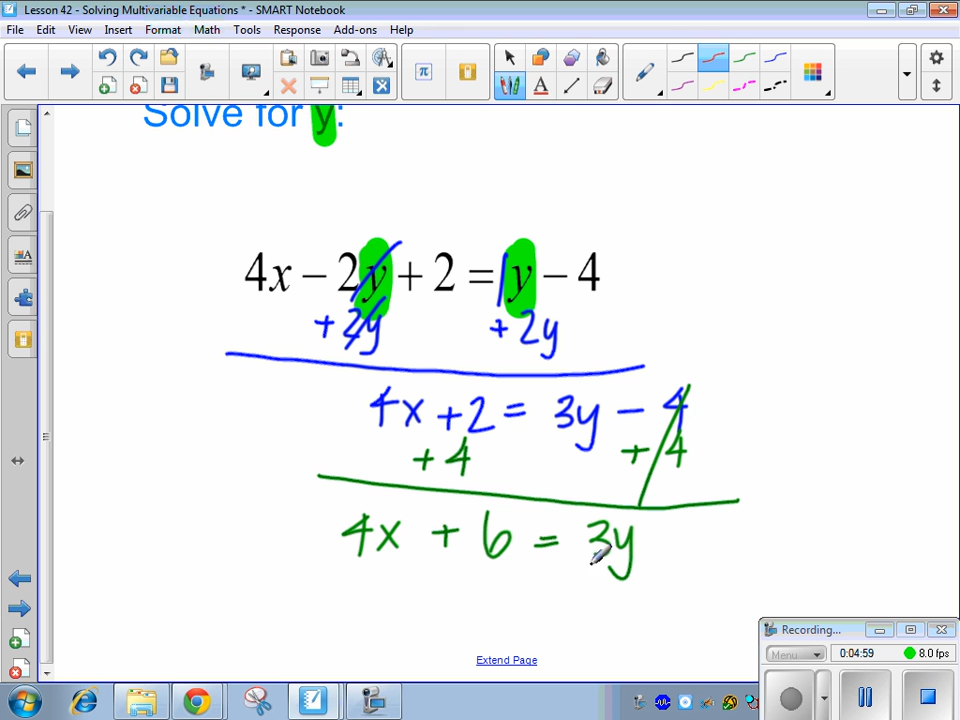 Lesson 42 - Solving Multivariable Equations * - SMART Notebook
File Edit View Insert Format Math Tools Response Add-ons Help
Solve for y:
4x − 2y + 2 = 1y − 4
+ 2y + 2y
4x + 2 = 3y − 4
+ 4 + 4
4x + 6 = 3y
Extend Page
Recording...
Menu 0:04:59 8.0 fps